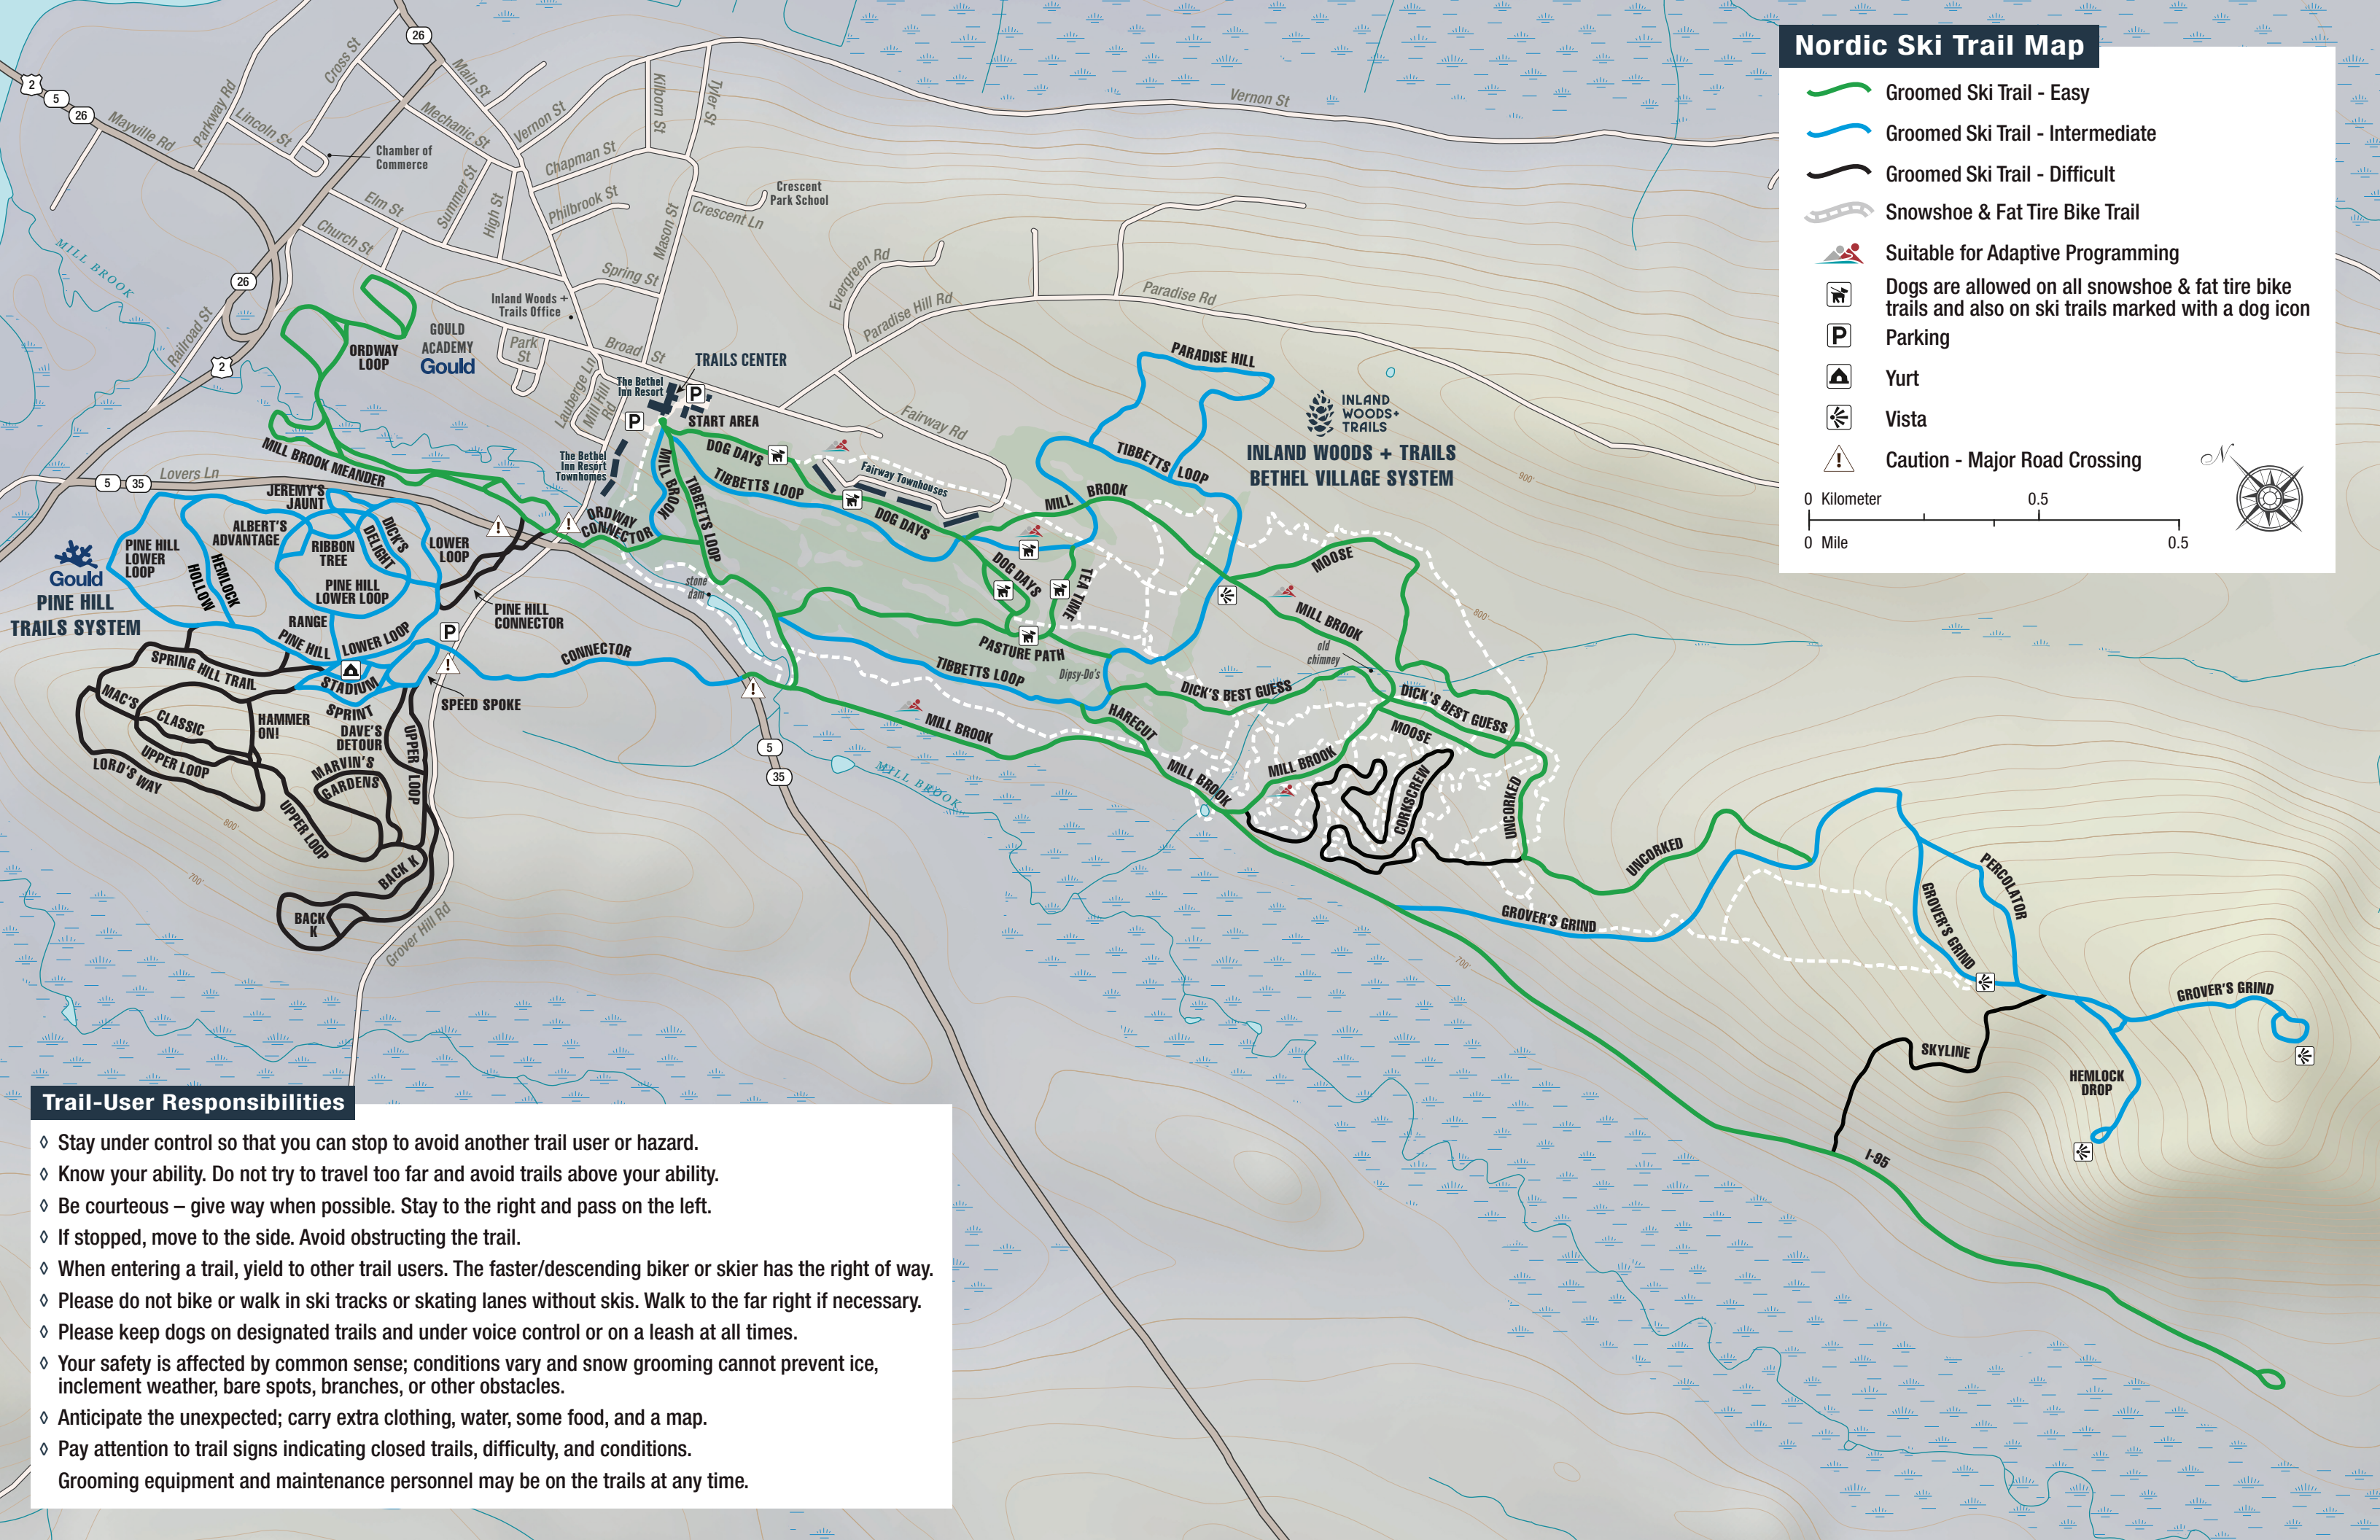 Nordic Ski Trail Map
Groomed Ski Trail - Easy
Groomed Ski Trail - Intermediate
Groomed Ski Trail - Difficult
Snowshoe & Fat Tire Bike Trail
Suitable for Adaptive Programming
Dogs are allowed on all snowshoe & fat tire bike
trails and also on ski trails marked with a dog icon
P
Parking
Yurt
Vista
!
Caution - Major Road Crossing
0 Kilometer 0.5
0 Mile 0.5
N
26
2
5
26
Mayville Rd
Parkway Rd
Cross St
Lincoln St
Main St
Mechanic St
Vernon St
Kilborn St
Tyler St
Vernon St
Chamber of
Commerce
Chapman St
Summer St
High St
Elm St
Church St
Philbrook St
Mason St
Crescent Ln
Crescent
Park School
Spring St
Evergreen Rd
Paradise Hill Rd
Paradise Rd
MILL BROOK
26
Railroad St
2
Inland Woods +
Trails Office
Park
St
Broad St
Lauberge Ln
Mill Hill
Rd
Fairway Rd
GOULD
ACADEMY
Gould
ORDWAY
LOOP
The Bethel
Inn Resort
TRAILS CENTER
P
P
START AREA
The Bethel
Inn Resort
Townhomes
Fairway Townhouses
DOG DAYS
TIBBETTS LOOP
MILL BROOK
TIBBETTS LOOP
ORDWAY
CONNECTOR
DOG DAYS
DOG DAYS
MILL BROOK
TEA TIME
PASTURE PATH
PARADISE HILL
TIBBETTS LOOP
INLAND
WOODS+
TRAILS
INLAND WOODS + TRAILS
BETHEL VILLAGE SYSTEM
900'
800'
MOOSE
MILL BROOK
old
chimney
stone
dam
Dipsy-Do's
TIBBETTS LOOP
MILL BROOK
HARECUT
DICK'S BEST GUESS
DICK'S BEST GUESS
MOOSE
MILL BROOK
MILL BROOK
CORKSCREW
UNCORKED
UNCORKED
GROVER'S GRIND
GROVER'S GRIND
PERCOLATOR
GROVER'S GRIND
SKYLINE
HEMLOCK
DROP
I-95
700'
5
35
Lovers Ln
MILL BROOK MEANDER
JEREMY'S
JAUNT
ALBERT'S
ADVANTAGE
PINE HILL
LOWER
LOOP
HEMLOCK
HOLLOW
RIBBON
TREE
DICK'S
DELIGHT
LOWER
LOOP
PINE HILL
LOWER LOOP
RANGE
PINE HILL LOWER LOOP
Gould
PINE HILL
TRAILS SYSTEM
!
!
PINE HILL
CONNECTOR
P
!
CONNECTOR
!
SPEED SPOKE
STADIUM
SPRINT
SPRING HILL TRAIL
MAC'S
CLASSIC
HAMMER
ON!
UPPER LOOP
LORD'S WAY
DAVE'S
DETOUR
UPPER LOOP
MARVIN'S
GARDENS
UPPER LOOP
BACK K
BACK
K
800'
700'
Grover Hill Rd
5
35
MILL BROOK
Trail-User Responsibilities
◊ Stay under control so that you can stop to avoid another trail user or hazard.
◊ Know your ability. Do not try to travel too far and avoid trails above your ability.
◊ Be courteous – give way when possible. Stay to the right and pass on the left.
◊ If stopped, move to the side. Avoid obstructing the trail.
◊ When entering a trail, yield to other trail users. The faster/descending biker or skier has the right of way.
◊ Please do not bike or walk in ski tracks or skating lanes without skis. Walk to the far right if necessary.
◊ Please keep dogs on designated trails and under voice control or on a leash at all times.
◊ Your safety is affected by common sense; conditions vary and snow grooming cannot prevent ice,
inclement weather, bare spots, branches, or other obstacles.
◊ Anticipate the unexpected; carry extra clothing, water, some food, and a map.
◊ Pay attention to trail signs indicating closed trails, difficulty, and conditions.
Grooming equipment and maintenance personnel may be on the trails at any time.